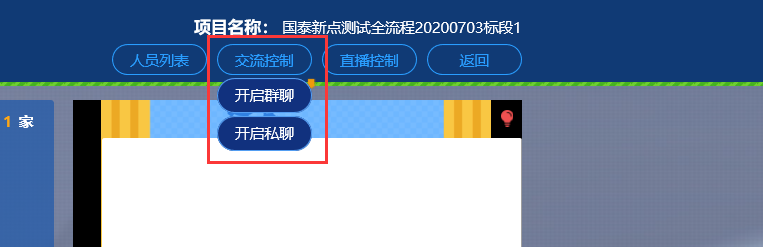 项目名称： 国泰新点测试全流程20200703标段1
人员列表 交流控制 直播控制 返回
开启群聊
1 家
开启私聊